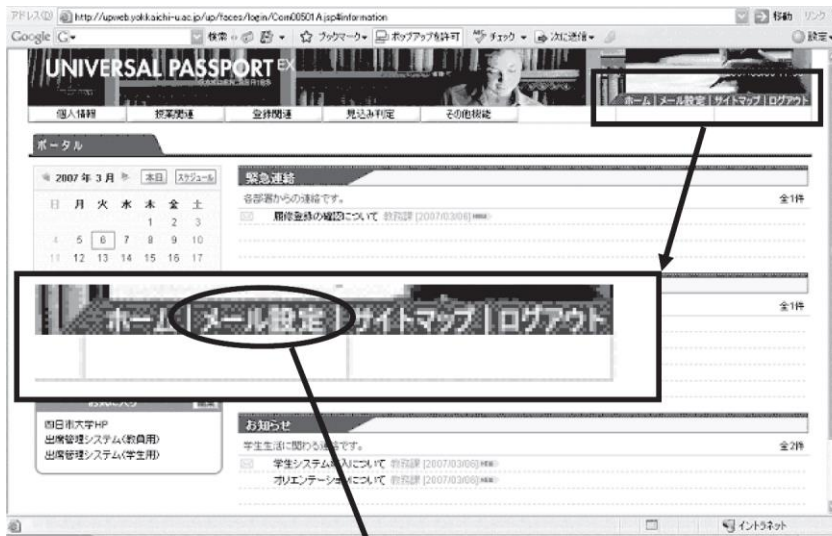 アドレス(D) http://upweb.yokkaichi-u.ac.jp/up/faces/login/Com00501A.jsp#information 移動 リンク
Google G 検索 ブックマーク ポップアップを許可 チェック 次に送信 設定
UNIVERSAL PASSPORT EX
GAKUEN SERIES
ホーム | メール設定 | サイトマップ | ログアウト
個人情報 授業関連 登録関連 見込み判定 その他機能
ポータル
2007 年 3 月 本日 スケジュール
日 月 火 水 木 金 土
1 2 3
4 5 6 7 8 9 10
11 12 13 14 15 16 17
緊急連絡
各部署からの連絡です。 全1件
履修登録の確認について 教務課 [2007/03/06] NEW
全1件
ホーム | メール設定 | サイトマップ | ログアウト
お気に入り
四日市大学HP
出席管理システム(教員用)
出席管理システム(学生用)
お知らせ
学生生活に関わる連絡です。 全2件
学生システム導入について 教務課 [2007/03/06] NEW
オリエンテーションについて 教務課 [2007/03/06] NEW
イントラネット